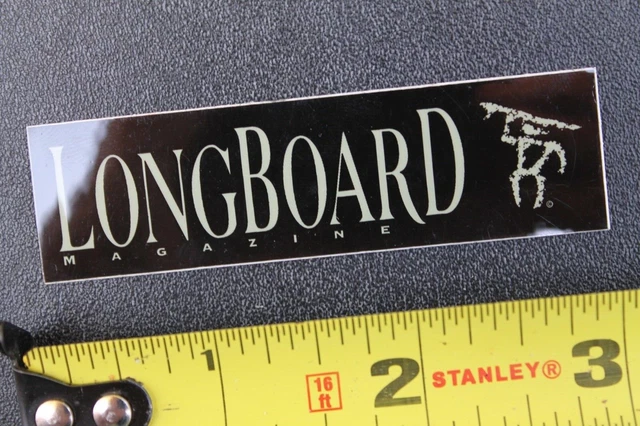 LONGBOARD
MAGAZINE
©
1 16 ft 2 STANLEY® 3